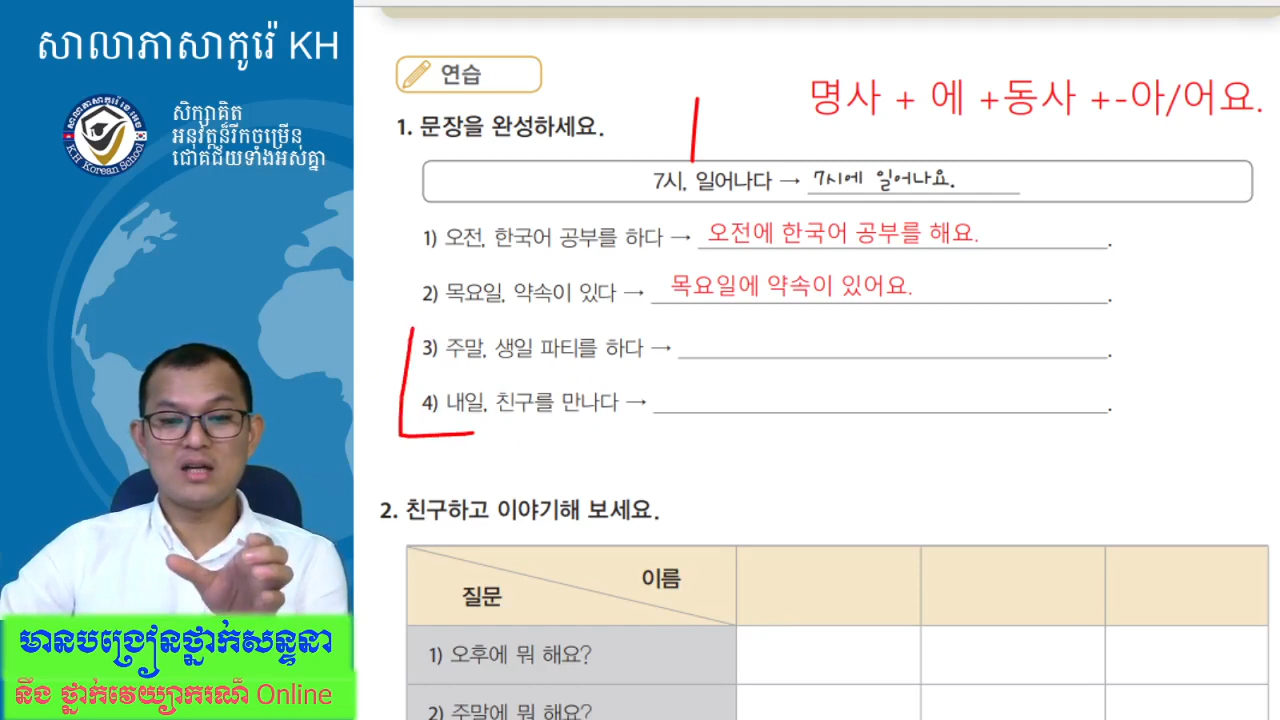 សាលាភាសាកូរ៉េ KH
សិក្សាគិត
អនុវត្តន៏រីកចម្រើន
ជោគជ័យទាំងអស់គ្នា
K.H Korean School
មានបង្រៀនថ្នាក់សន្ទនា
នឹង ថ្នាក់វេយ្យាករណ៏ Online
연습
명사 + 에 +동사 +-아/어요.
1. 문장을 완성하세요.
7시, 일어나다 → 7시에 일어나요.
1) 오전, 한국어 공부를 하다 → 오전에 한국어 공부를 해요. .
2) 목요일, 약속이 있다 → 목요일에 약속이 있어요. .
3) 주말, 생일 파티를 하다 → .
4) 내일, 친구를 만나다 → .
2. 친구하고 이야기해 보세요.
이름
질문
1) 오후에 뭐 해요?
2) 주말에 뭐 해요?